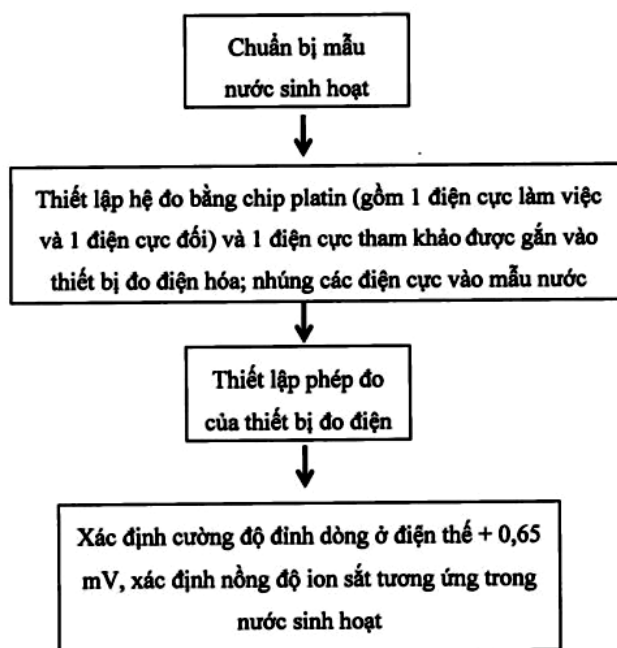 Chuẩn bị mẫu
nước sinh hoạt
Thiết lập hệ đo bằng chip platin (gồm 1 điện cực làm việc
và 1 điện cực đối) và 1 điện cực tham khảo được gắn vào
thiết bị đo điện hóa; nhúng các điện cực vào mẫu nước
Thiết lập phép đo
của thiết bị đo điện
Xác định cường độ đỉnh dòng ở điện thế + 0,65
mV, xác định nồng độ ion sắt tương ứng trong
nước sinh hoạt